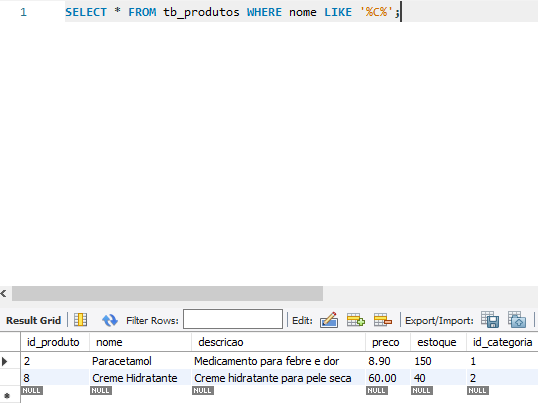 1 SELECT * FROM tb_produtos WHERE nome LIKE '%C%';
Result Grid Filter Rows: Edit: Export/Import:
id_produto nome descricao preco estoque id_categoria
2 Paracetamol Medicamento para febre e dor 8.90 150 1
8 Creme Hidratante Creme hidratante para pele seca 60.00 40 2
NULL NULL NULL NULL NULL NULL